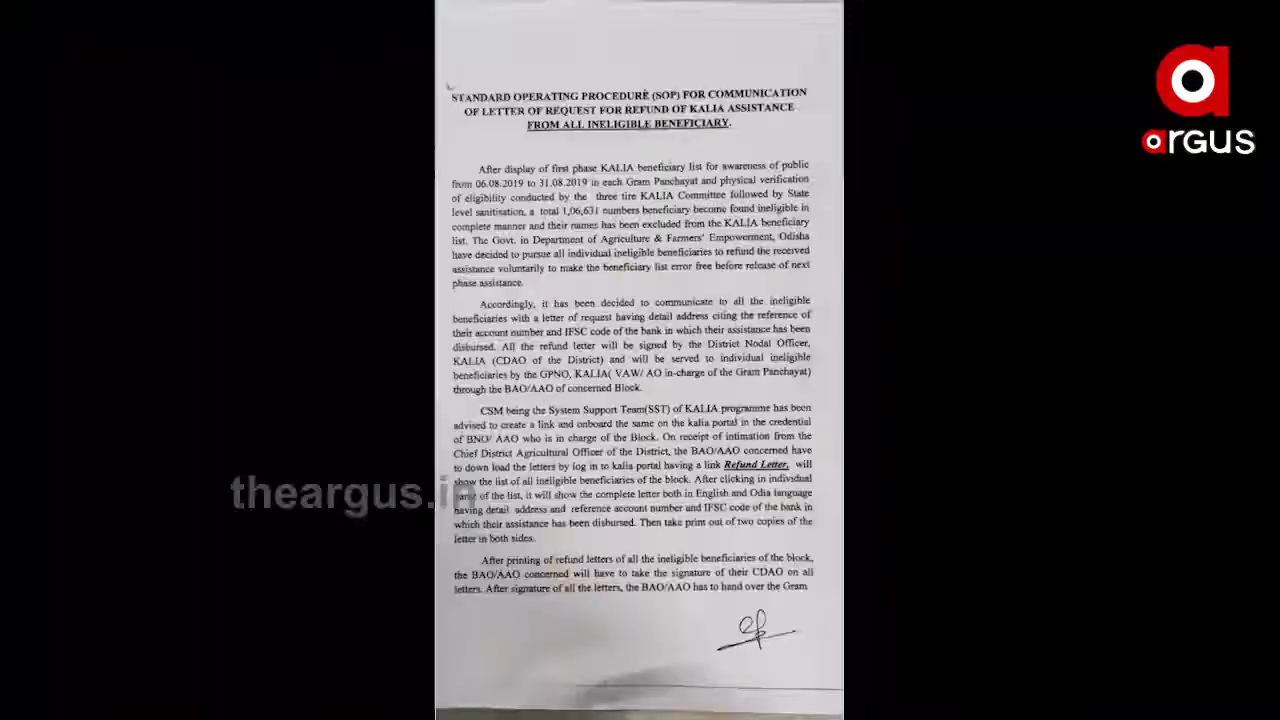 STANDARD OPERATING PROCEDURE (SOP) FOR COMMUNICATION
OF LETTER OF REQUEST FOR REFUND OF KALIA ASSISTANCE
FROM ALL INELIGIBLE BENEFICIARY.
After display of first phase KALIA beneficiary list for awareness of public
from 06.08.2019 to 31.08.2019 in each Gram Panchayat and physical verification
of eligibility conducted by the three tire KALIA Committee followed by State
level sanitisation, a total 1,06,631 numbers beneficiary become found ineligible in
complete manner and their names has been excluded from the KALIA beneficiary
list. The Govt. in Department of Agriculture & Farmers' Empowerment, Odisha
have decided to pursue all individual ineligible beneficiaries to refund the received
assistance voluntarily to make the beneficiary list error free before release of next
phase assistance.
Accordingly, it has been decided to communicate to all the ineligible
beneficiaries with a letter of request having detail address citing the reference of
their account number and IFSC code of the bank in which their assistance has been
disbursed. All the refund letter will be signed by the District Nodal Officer,
KALIA (CDAO of the District) and will be served to individual ineligible
beneficiaries by the GPNO, KALIA( VAW/ AO in-charge of the Gram Panchayat)
through the BAO/AAO of concerned Block.
CSM being the System Support Team(SST) of KALIA programme has been
advised to create a link and onboard the same on the kalia portal in the credential
of BNO/ AAO who is in charge of the Block. On receipt of intimation from the
Chief District Agricultural Officer of the District, the BAO/AAO concerned have
to down load the letters by log in to kalia portal having a link Refund Letter, will
show the list of all ineligible beneficiaries of the block. After clicking in individual
name of the list, it will show the complete letter both in English and Odia language
having detail address and reference account number and IFSC code of the bank in
which their assistance has been disbursed. Then take print out of two copies of the
letter in both sides.
After printing of refund letters of all the ineligible beneficiaries of the block,
the BAO/AAO concerned will have to take the signature of their CDAO on all
letters. After signature of all the letters, the BAO/AAO has to hand over the Gram
theargus.in
argus